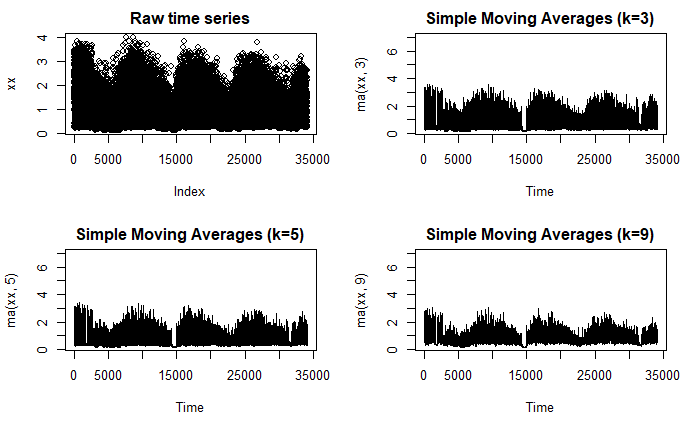 Raw time series
xx
4
3
2
1
0
0 5000 15000 25000 35000
Index
Simple Moving Averages (k=3)
ma(xx, 3)
6
4
2
0
0 5000 15000 25000 35000
Time
Simple Moving Averages (k=5)
ma(xx, 5)
6
4
2
0
0 5000 15000 25000 35000
Time
Simple Moving Averages (k=9)
ma(xx, 9)
6
4
2
0
0 5000 15000 25000 35000
Time